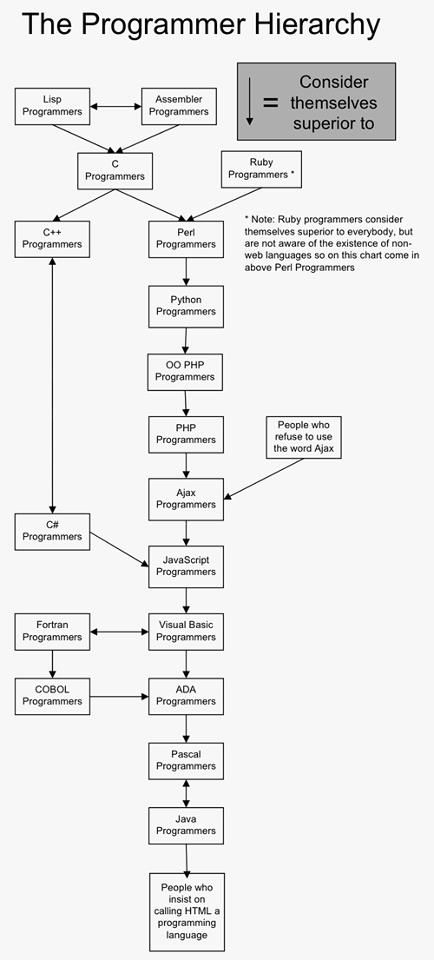 The Programmer Hierarchy
Consider
themselves
superior to
=
Lisp
Programmers
Assembler
Programmers
C
Programmers
Ruby
Programmers *
* Note: Ruby programmers consider
themselves superior to everybody, but
are not aware of the existence of non-
web languages so on this chart come in
above Perl Programmers
C++
Programmers
Perl
Programmers
Python
Programmers
OO PHP
Programmers
PHP
Programmers
People who
refuse to use
the word Ajax
Ajax
Programmers
C#
Programmers
JavaScript
Programmers
Fortran
Programmers
Visual Basic
Programmers
COBOL
Programmers
ADA
Programmers
Pascal
Programmers
Java
Programmers
People who
insist on
calling HTML a
programming
language